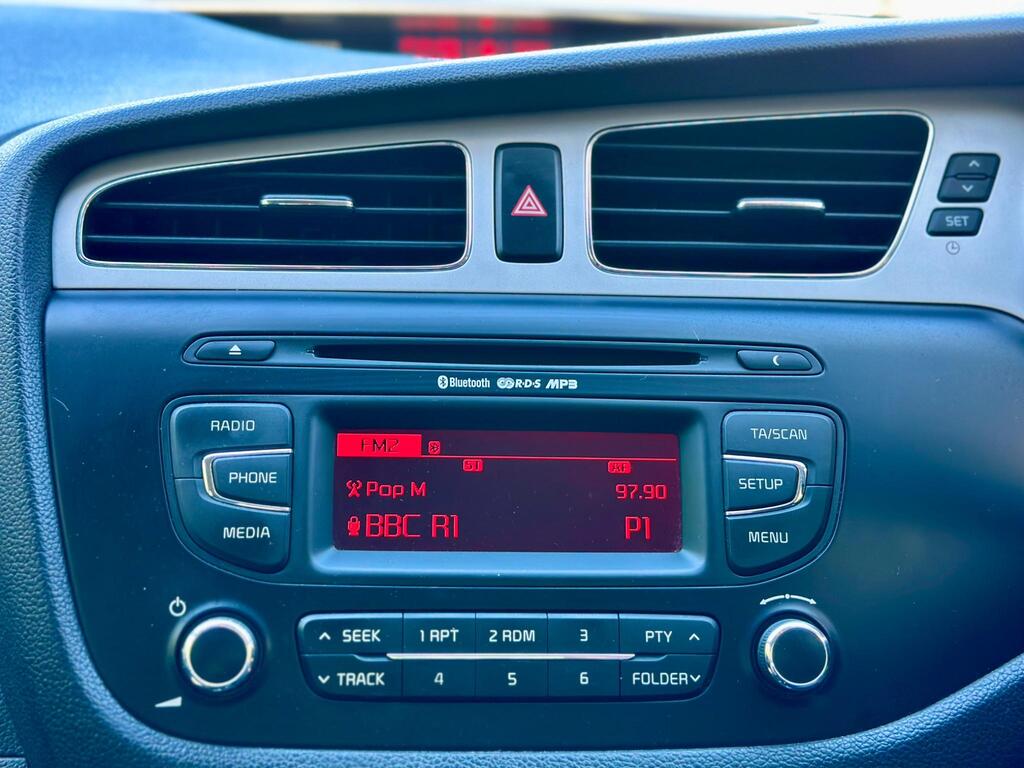 SET
Bluetooth R·D·S MP3
RADIO
PHONE
MEDIA
FM2
ST AF
Pop M 97.90
BBC R1 P1
TA/SCAN
SETUP
MENU
SEEK 1 RPT 2 RDM 3 PTY
TRACK 4 5 6 FOLDER